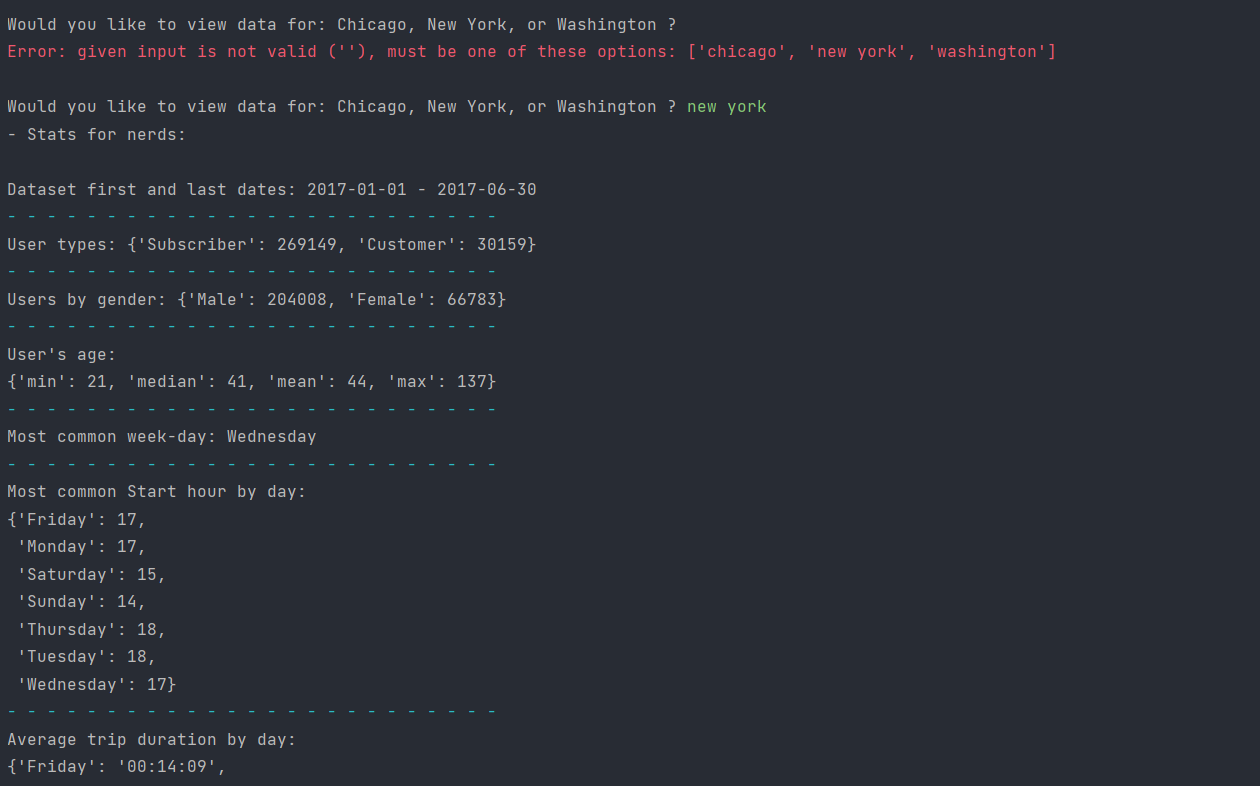 Would you like to view data for: Chicago, New York, or Washington ?
Error: given input is not valid (''), must be one of these options: ['chicago', 'new york', 'washington']
Would you like to view data for: Chicago, New York, or Washington ? new york
- Stats for nerds:
Dataset first and last dates: 2017-01-01 - 2017-06-30
- - - - - - - - - - - - - - - - - - - - - - - - -
User types: {'Subscriber': 269149, 'Customer': 30159}
- - - - - - - - - - - - - - - - - - - - - - - - -
Users by gender: {'Male': 204008, 'Female': 66783}
- - - - - - - - - - - - - - - - - - - - - - - - -
User's age:
{'min': 21, 'median': 41, 'mean': 44, 'max': 137}
- - - - - - - - - - - - - - - - - - - - - - - - -
Most common week-day: Wednesday
- - - - - - - - - - - - - - - - - - - - - - - - -
Most common Start hour by day:
{'Friday': 17,
 'Monday': 17,
 'Saturday': 15,
 'Sunday': 14,
 'Thursday': 18,
 'Tuesday': 18,
 'Wednesday': 17}
- - - - - - - - - - - - - - - - - - - - - - - - -
Average trip duration by day:
{'Friday': '00:14:09',